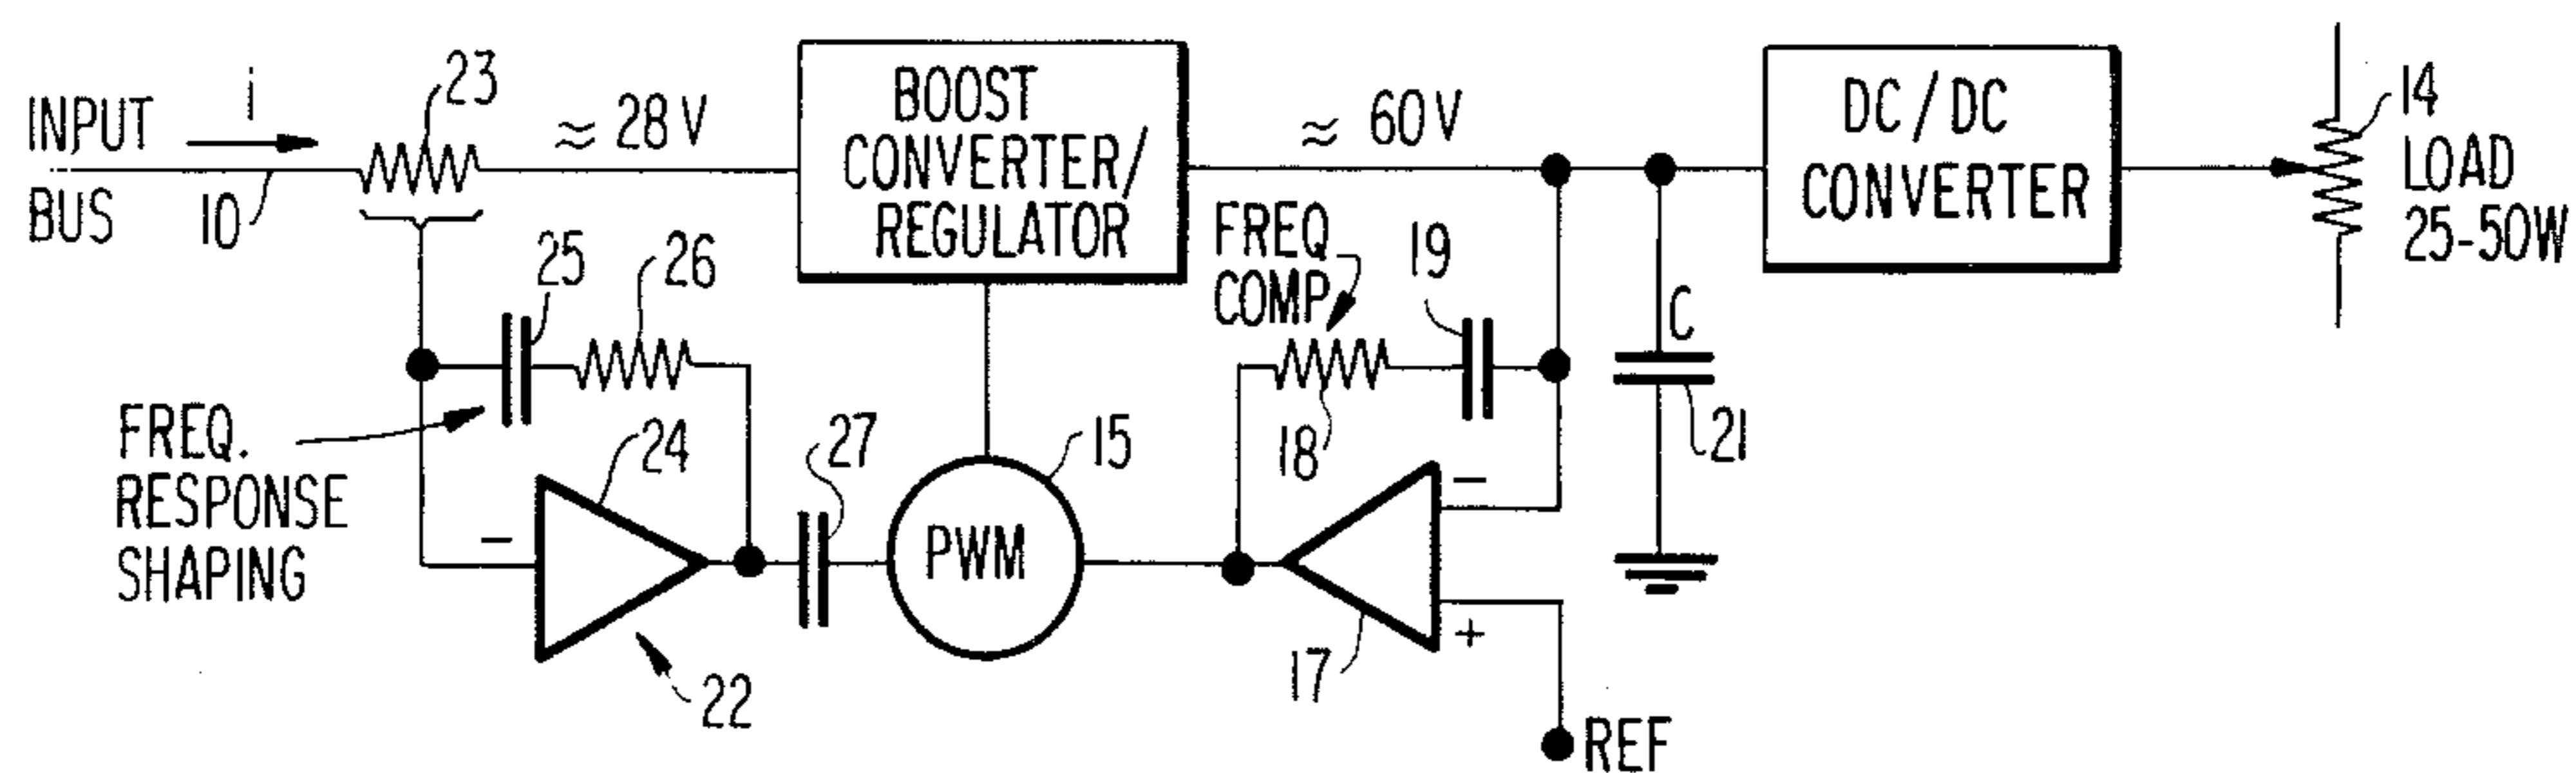 INPUT
BUS
i
10
23
≈ 28 V
BOOST
CONVERTER/
REGULATOR
≈ 60 V
DC/DC
CONVERTER
14
LOAD
25-50W
25
26
FREQ.
RESPONSE
SHAPING
24
-
22
27
PWM
15
FREQ
COMP
18
19
C
21
-
+
17
REF